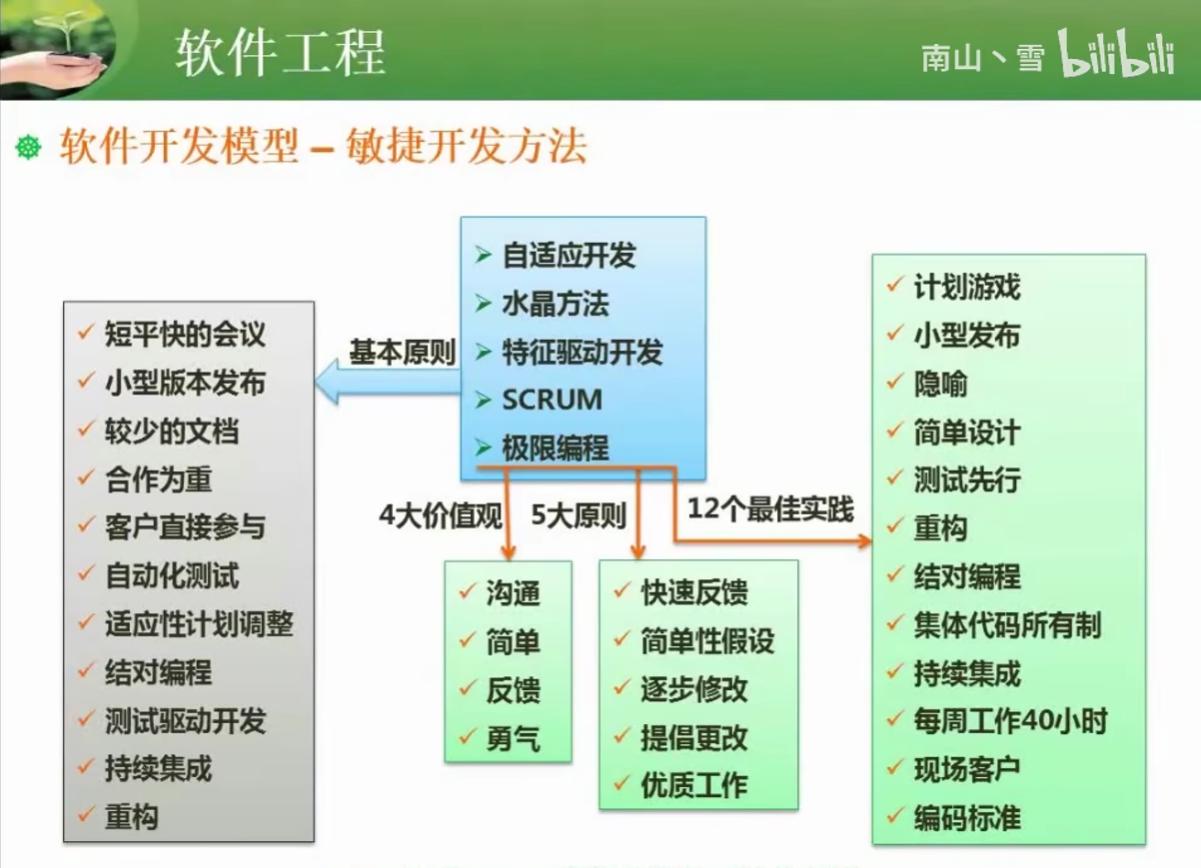 软件工程
南山丶雪 bilibili
软件开发模型 – 敏捷开发方法
自适应开发
水晶方法
特征驱动开发
SCRUM
极限编程
基本原则
短平快的会议
小型版本发布
较少的文档
合作为重
客户直接参与
自动化测试
适应性计划调整
结对编程
测试驱动开发
持续集成
重构
4大价值观
沟通
简单
反馈
勇气
5大原则
快速反馈
简单性假设
逐步修改
提倡更改
优质工作
12个最佳实践
计划游戏
小型发布
隐喻
简单设计
测试先行
重构
结对编程
集体代码所有制
持续集成
每周工作40小时
现场客户
编码标准